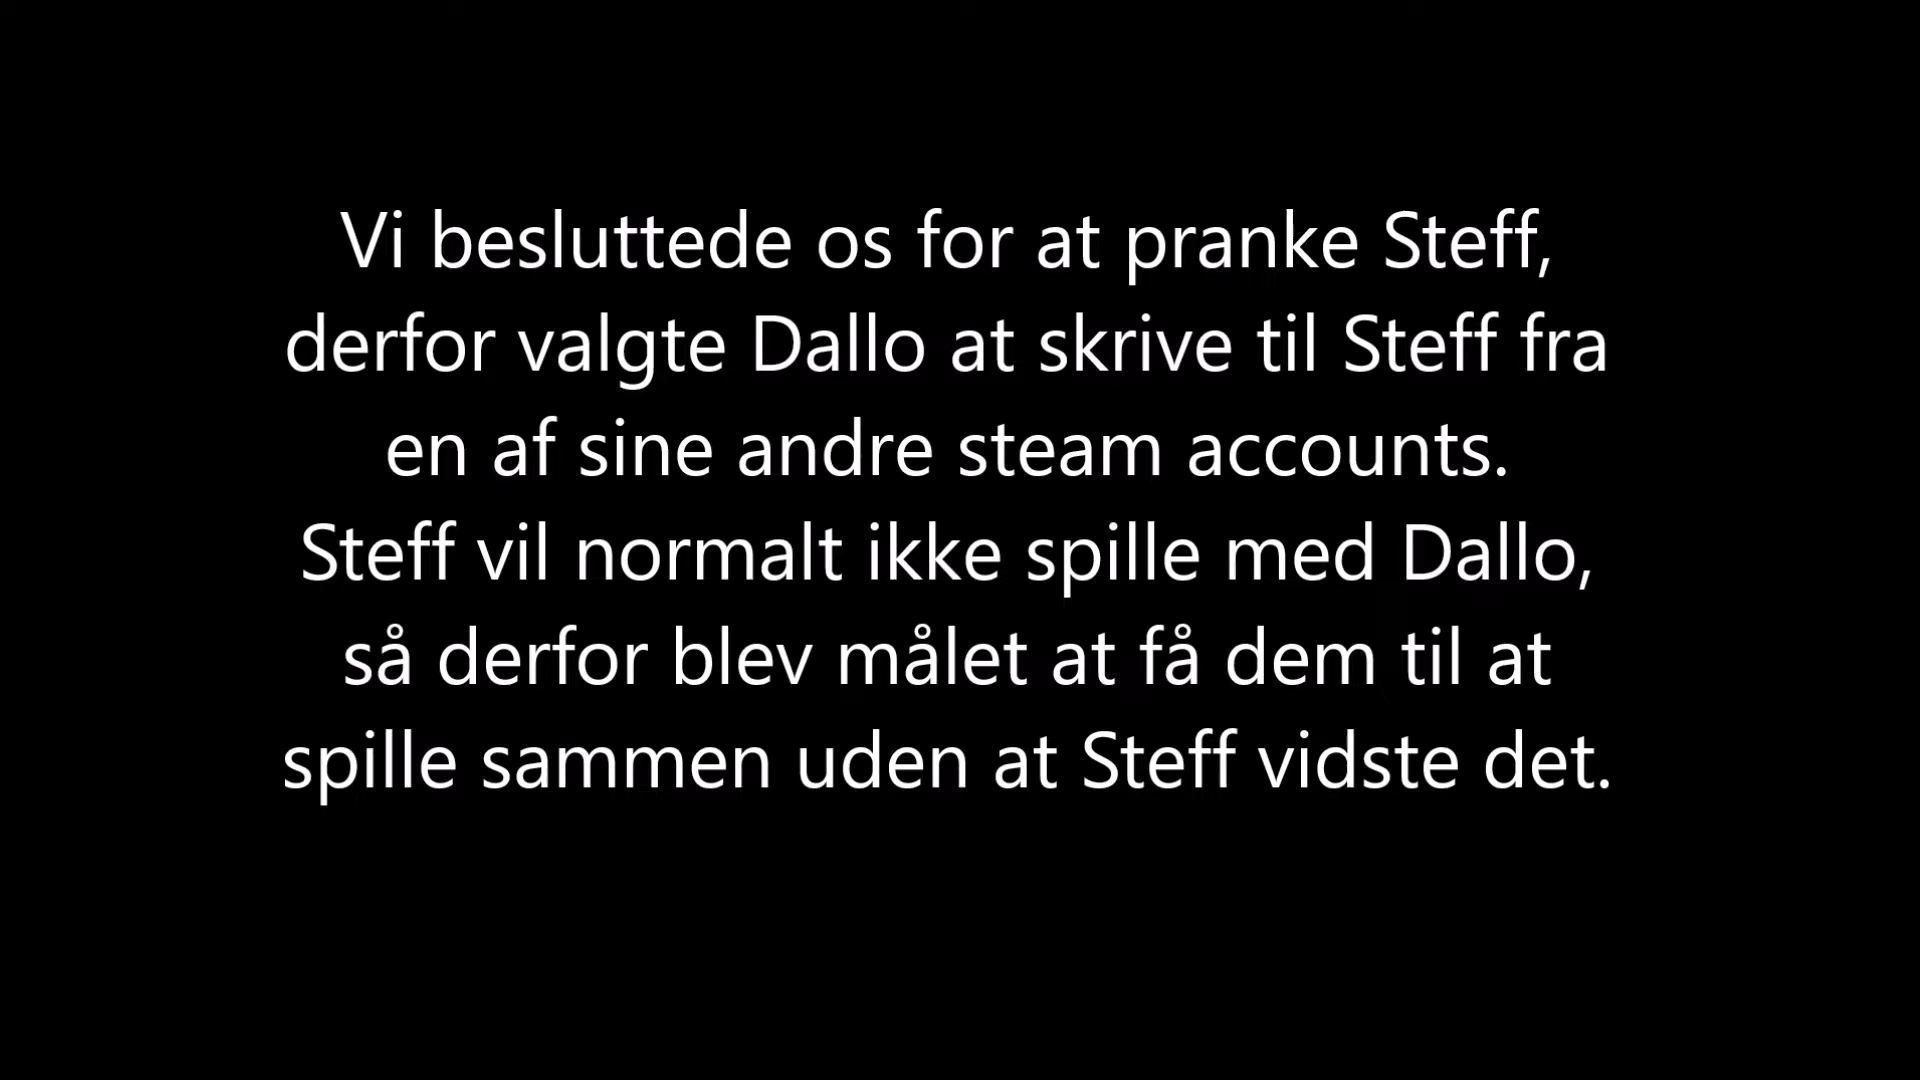 Vi besluttede os for at pranke Steff,
derfor valgte Dallo at skrive til Steff fra
en af sine andre steam accounts.
Steff vil normalt ikke spille med Dallo,
så derfor blev målet at få dem til at
spille sammen uden at Steff vidste det.